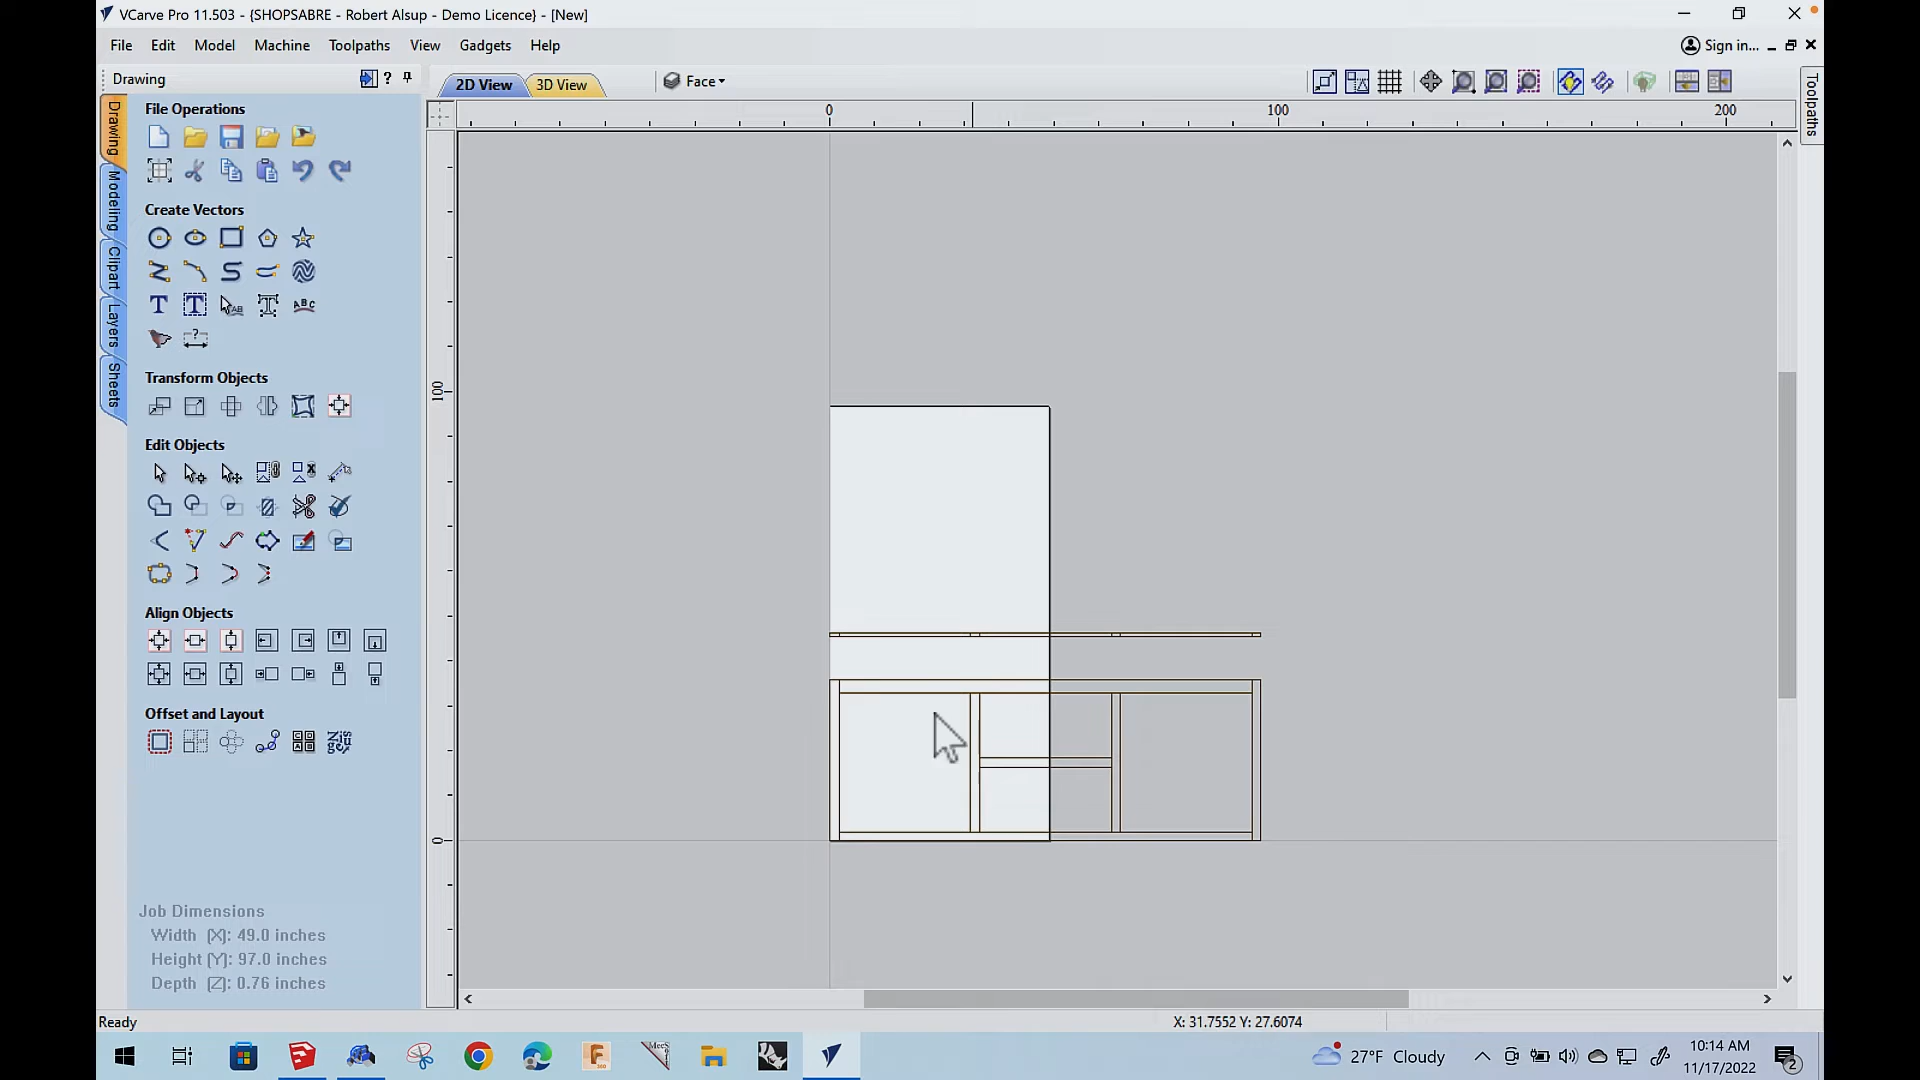 VCarve Pro 11.503 - {SHOPSABRE - Robert Alsup - Demo Licence} - [New]
File Edit Model Machine Toolpaths View Gadgets Help
Sign in...
Drawing
2D View 3D View Face
Toolpaths
Drawing
Modeling
Clipart
Layers
Sheets
File Operations
0 100 200
Create Vectors
Transform Objects
100
Edit Objects
Align Objects
Offset and Layout
0
Job Dimensions
Width (X): 49.0 inches
Height (Y): 97.0 inches
Depth (Z): 0.76 inches
Ready
X: 31.7552 Y: 27.6074
27°F Cloudy
10:14 AM
11/17/2022
2